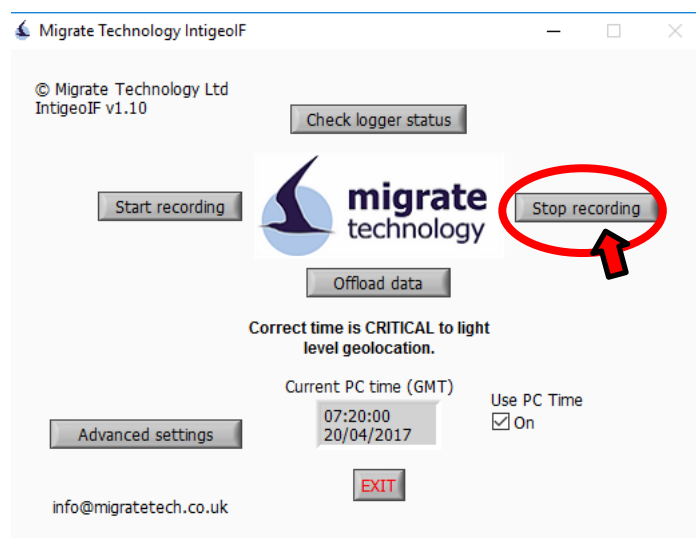 Migrate Technology IntigeoIF
© Migrate Technology Ltd
IntigeoIF v1.10
Check logger status
Start recording
migrate
technology
Stop recording
Offload data
Correct time is CRITICAL to light
level geolocation.
Current PC time (GMT)
07:20:00
20/04/2017
Use PC Time
On
Advanced settings
EXIT
info@migratetech.co.uk